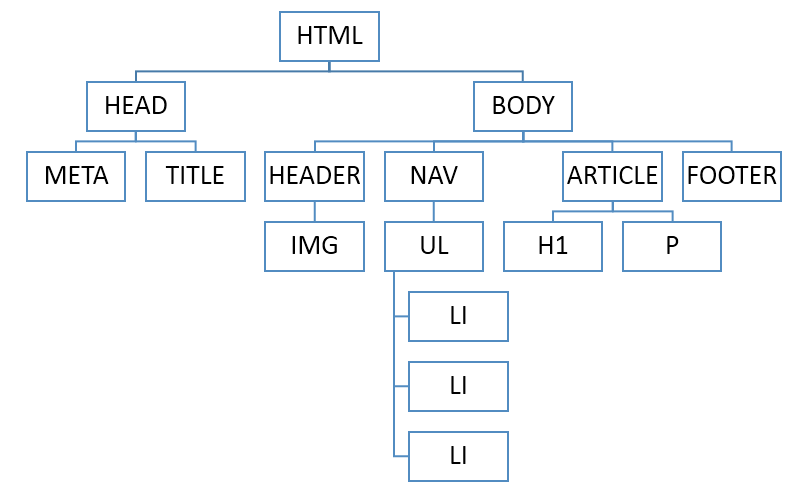 HTML
HEAD
BODY
META
TITLE
HEADER
NAV
ARTICLE
FOOTER
IMG
UL
H1
P
LI
LI
LI